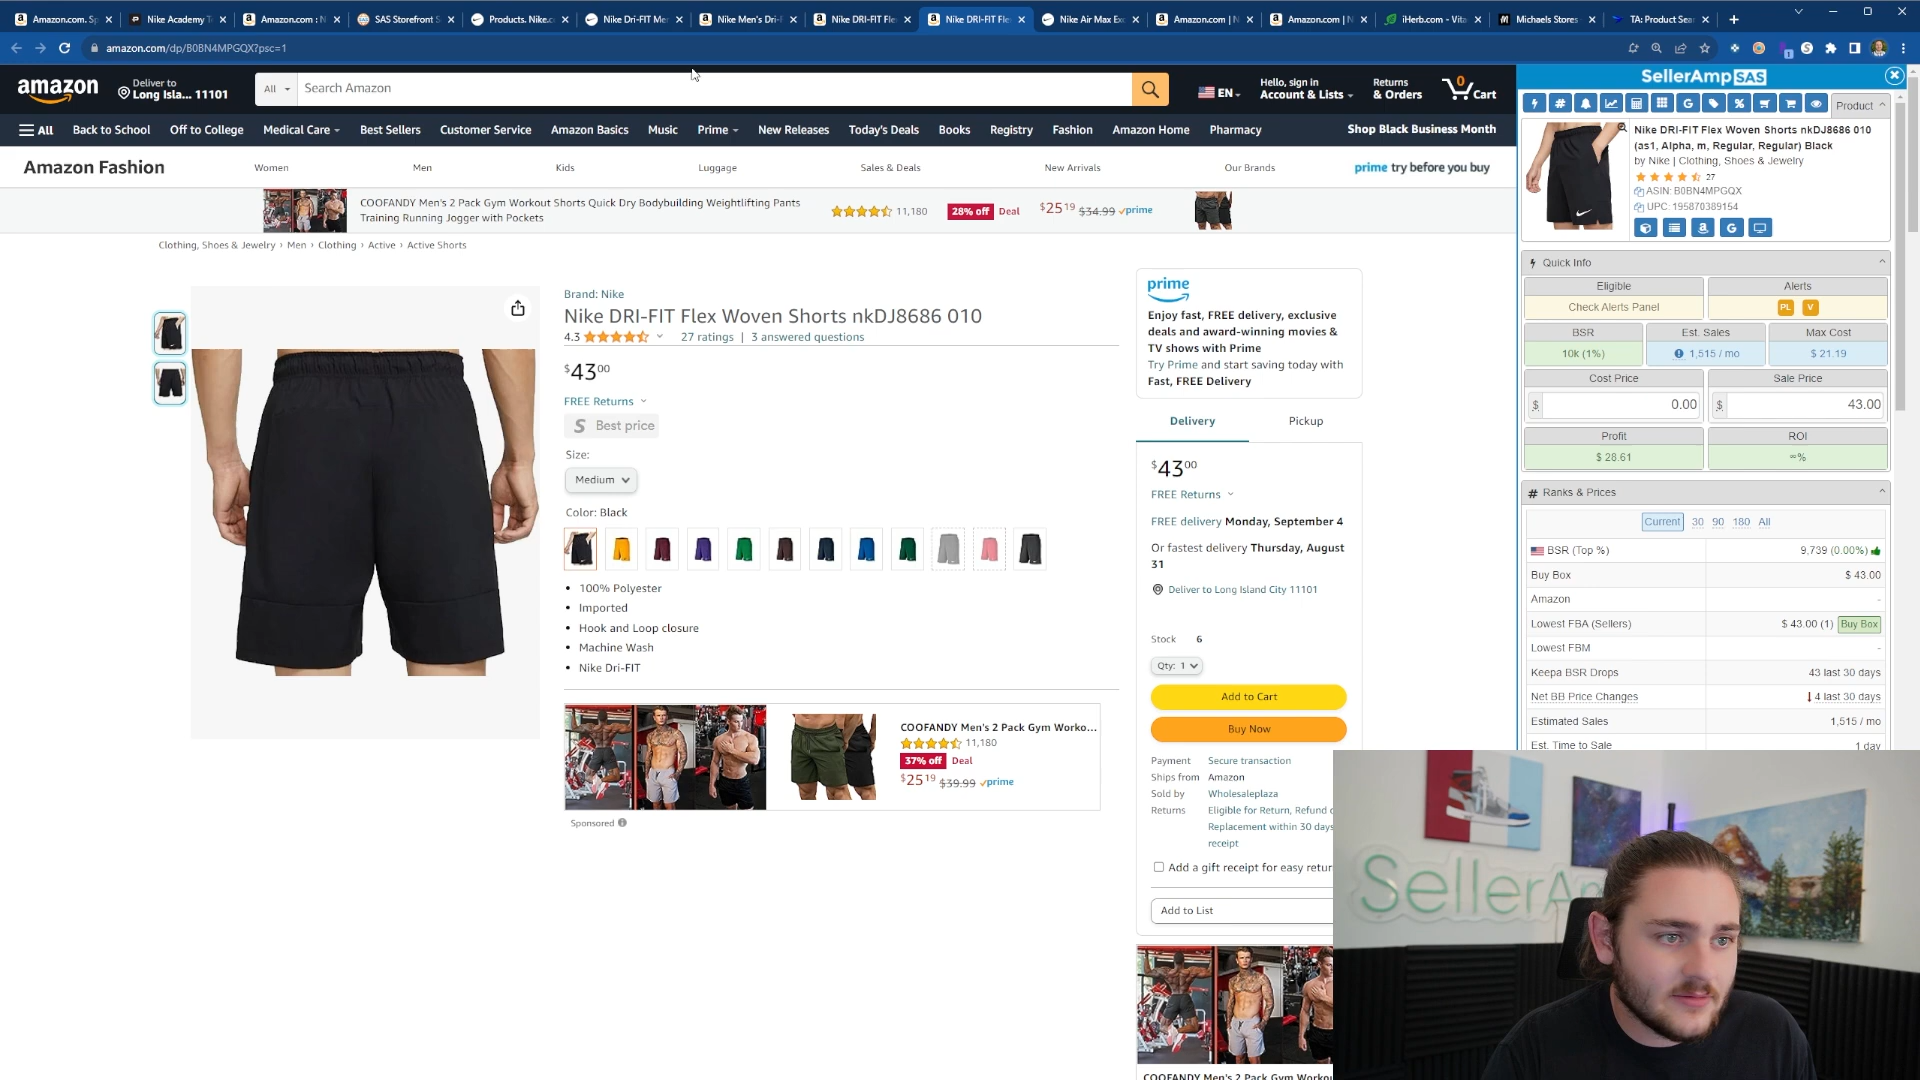 Amazon.com. Sp
Nike Academy T
Amazon.com : N
SAS Storefront S
Products. Nike.c
Nike Dri-FIT Me
Nike Men's Dri-F
Nike DRI-FIT Fle
Nike DRI-FIT Fle
Nike Air Max Ex
Amazon.com | N
Amazon.com | N
iHerb.com - Vita
Michaels Stores
TA: Product Sea
amazon.com/dp/B0BN4MPGQX?psc=1
amazon
Deliver to
Long Isla... 11101
All
Search Amazon
EN
Hello, sign in
Account & Lists
Returns
& Orders
0
Cart
All
Back to School
Off to College
Medical Care
Best Sellers
Customer Service
Amazon Basics
Music
Prime
New Releases
Today's Deals
Books
Registry
Fashion
Amazon Home
Pharmacy
Shop Black Business Month
Amazon Fashion
Women
Men
Kids
Luggage
Sales & Deals
New Arrivals
Our Brands
prime try before you buy
COOFANDY Men's 2 Pack Gym Workout Shorts Quick Dry Bodybuilding Weightlifting Pants
Training Running Jogger with Pockets
11,180
28% off Deal
$25 19 $34.99 prime
Clothing, Shoes & Jewelry › Men › Clothing › Active › Active Shorts
Brand: Nike
Nike DRI-FIT Flex Woven Shorts nkDJ8686 010
4.3
27 ratings | 3 answered questions
$43 00
FREE Returns
S Best price
Size:
Medium
Color: Black
100% Polyester
Imported
Hook and Loop closure
Machine Wash
Nike Dri-FIT
COOFANDY Men's 2 Pack Gym Worko...
11,180
37% off Deal
$25 19 $39.99 prime
Sponsored
prime
Enjoy fast, FREE delivery, exclusive
deals and award-winning movies &
TV shows with Prime
Try Prime and start saving today with
Fast, FREE Delivery
Delivery
Pickup
$43 00
FREE Returns
FREE delivery Monday, September 4
Or fastest delivery Thursday, August
31
Deliver to Long Island City 11101
Stock 6
Qty: 1
Add to Cart
Buy Now
Payment Secure transaction
Ships from Amazon
Sold by Wholesaleplaza
Returns Eligible for Return, Refund o
Replacement within 30 days
receipt
Add a gift receipt for easy retur
Add to List
COOFANDY Men's 2 Pack Gym Workou
SellerAmp SAS
Product
Nike DRI-FIT Flex Woven Shorts nkDJ8686 010
(as1, Alpha, m, Regular, Regular) Black
by Nike | Clothing, Shoes & Jewelry
27
ASIN: B0BN4MPGQX
UPC: 195870389154
Quick Info
Eligible
Alerts
Check Alerts Panel
PL V
BSR
Est. Sales
Max Cost
10k (1%)
1,515 / mo
$ 21.19
Cost Price
Sale Price
$ 0.00
$ 43.00
Profit
ROI
$ 28.61
∞%
# Ranks & Prices
Current 30 90 180 All
BSR (Top %) 9,739 (0.00%)
Buy Box $ 43.00
Amazon -
Lowest FBA (Sellers) $ 43.00 (1) Buy Box
Lowest FBM -
Keepa BSR Drops 43 last 30 days
Net BB Price Changes 4 last 30 days
Estimated Sales 1,515 / mo
Est. Time to Sale 1 day
SellerAm